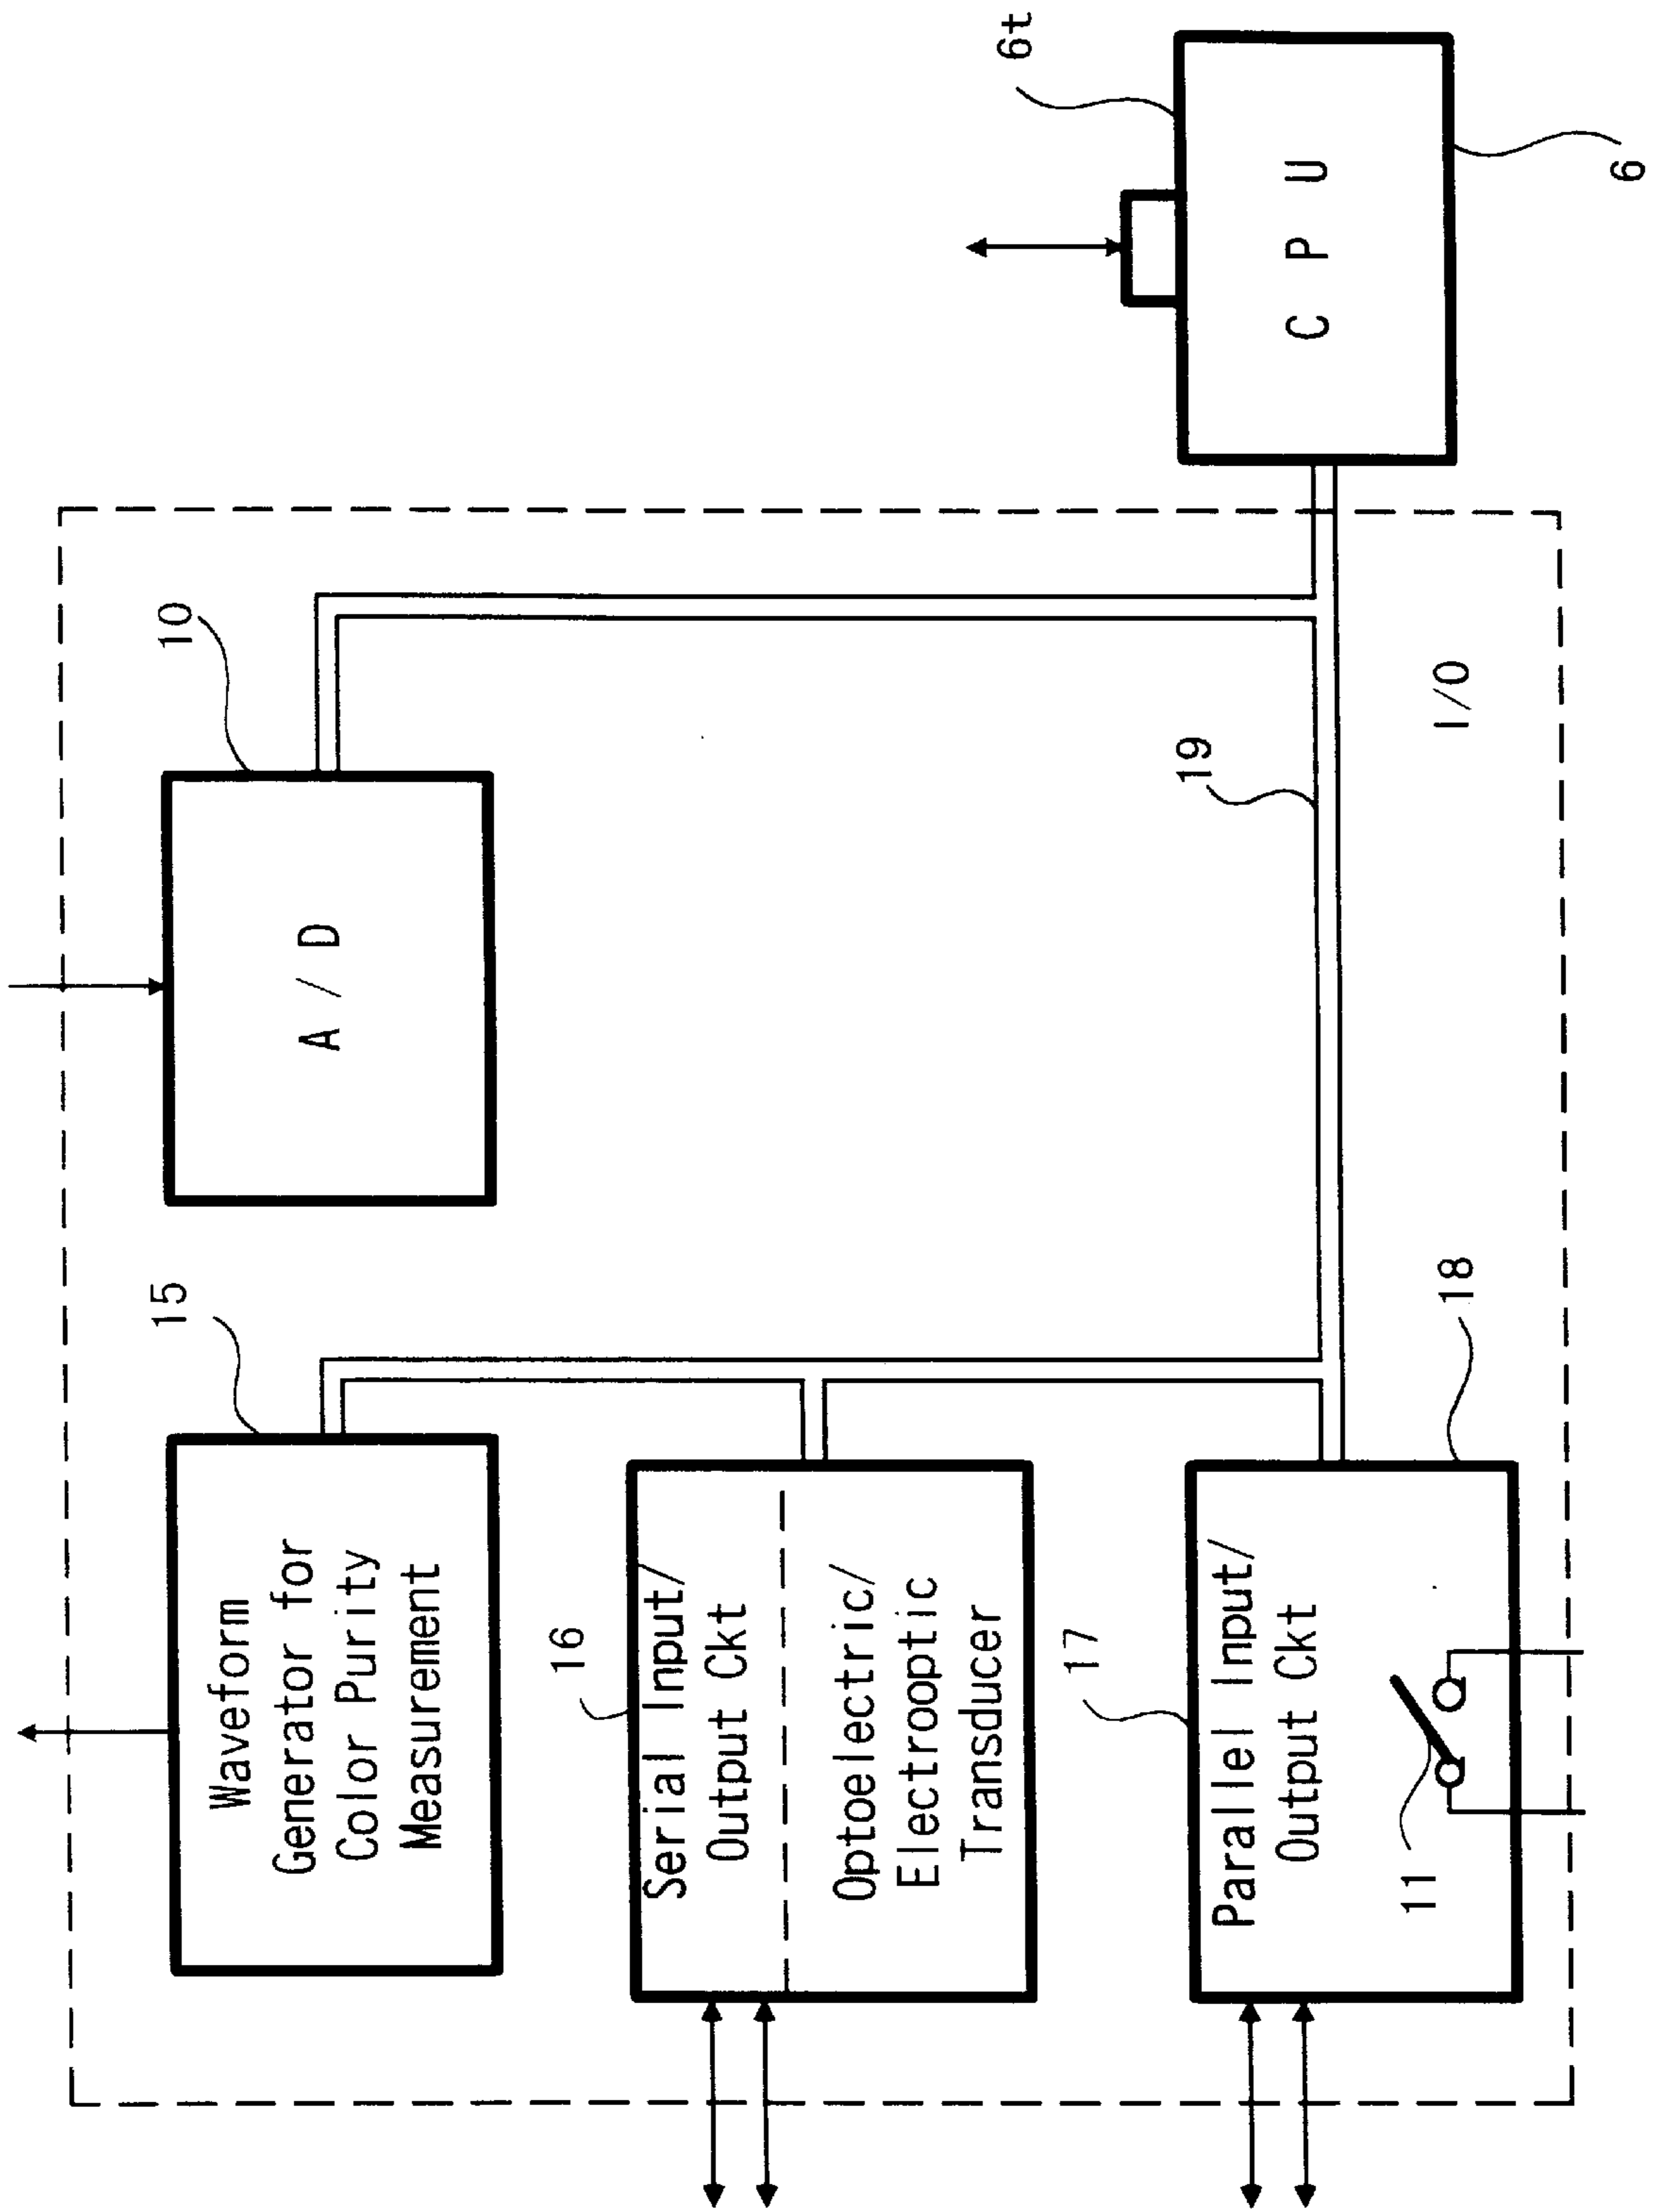 15
Waveform
Generator for
Color Purity
Measurement
10
A / D
16
Serial Input/
Output Ckt
Optoelectric/
Electrooptic
Transducer
6t
C P U
6
17
Parallel Input/
Output Ckt
11
18
19
I/O